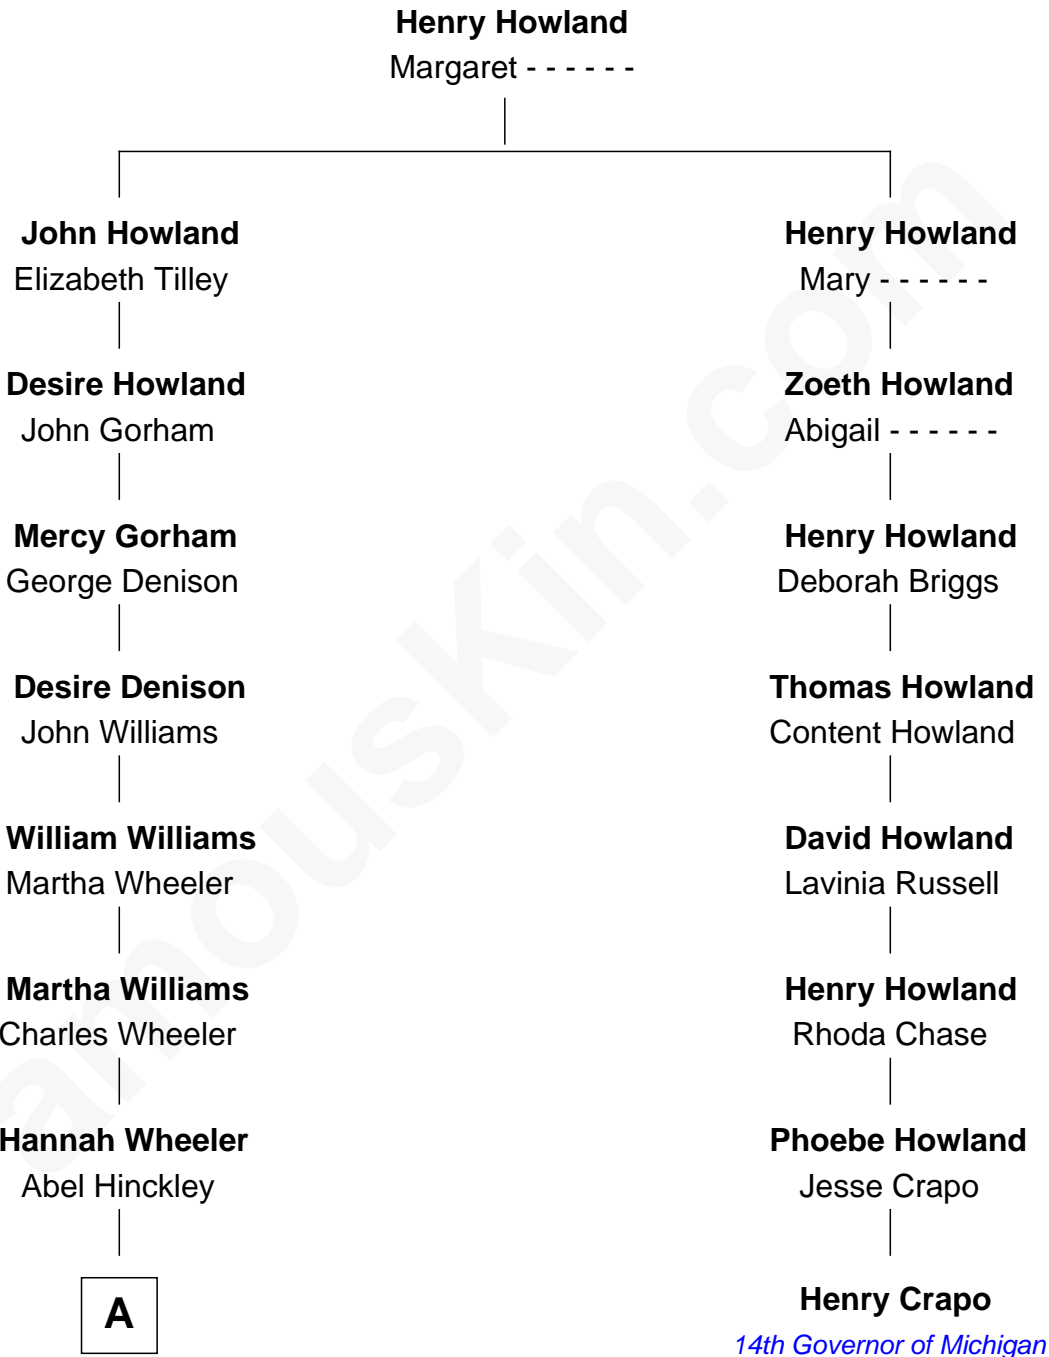 Henry Howland
Margaret - - - - - -
John Howland
Elizabeth Tilley
Henry Howland
Mary - - - - - -
Desire Howland
John Gorham
Zoeth Howland
Abigail - - - - - -
Mercy Gorham
George Denison
Henry Howland
Deborah Briggs
Desire Denison
John Williams
Thomas Howland
Content Howland
William Williams
Martha Wheeler
David Howland
Lavinia Russell
Martha Williams
Charles Wheeler
Henry Howland
Rhoda Chase
Hannah Wheeler
Abel Hinckley
Phoebe Howland
Jesse Crapo
A
Henry Crapo
14th Governor of Michigan
amouskin.com